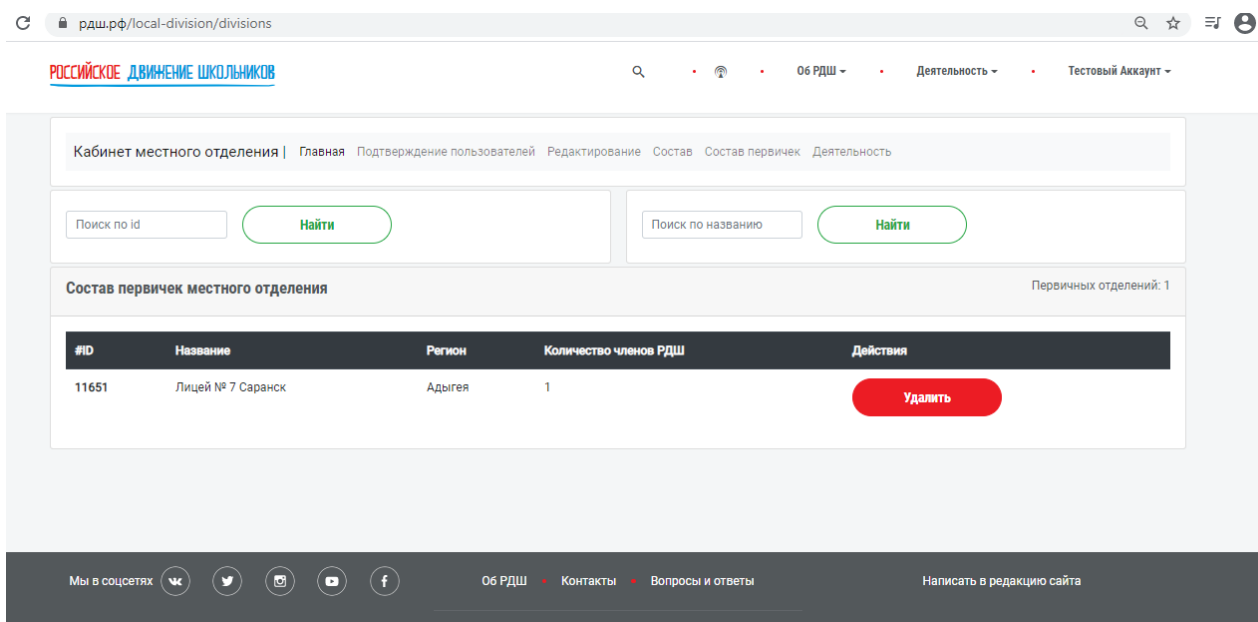 рдш.рф/local-division/divisions
РОССИЙСКОЕ ДВИЖЕНИЕ ШКОЛЬНИКОВ
Об РДШ
Деятельность
Тестовый Аккаунт
Кабинет местного отделения | Главная Подтверждение пользователей Редактирование Состав Состав первичек Деятельность
Поиск по id Найти
Поиск по названию Найти
Состав первичек местного отделения
Первичных отделений: 1
#ID Название Регион Количество членов РДШ Действия
11651 Лицей № 7 Саранск Адыгея 1 Удалить
Мы в соцсетях
Об РДШ • Контакты • Вопросы и ответы
Написать в редакцию сайта